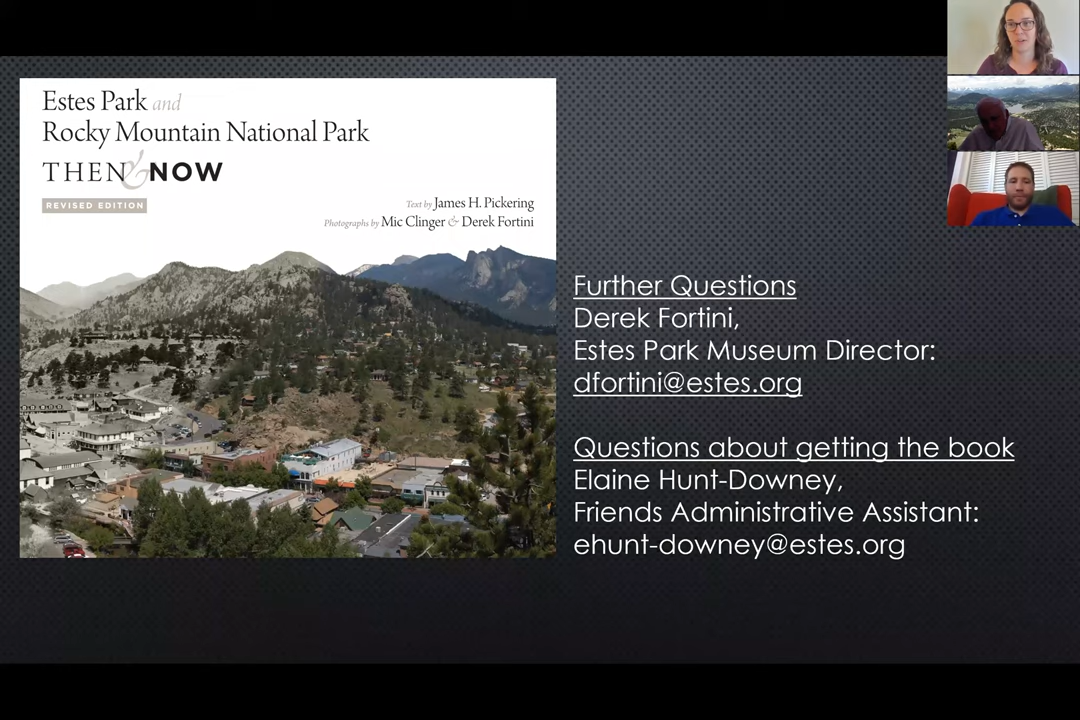 Estes Park and
Rocky Mountain National Park
THEN & NOW
REVISED EDITION
Text by James H. Pickering
Photographs by Mic Clinger & Derek Fortini
Further Questions
Derek Fortini,
Estes Park Museum Director:
dfortini@estes.org
Questions about getting the book
Elaine Hunt-Downey,
Friends Administrative Assistant:
ehunt-downey@estes.org